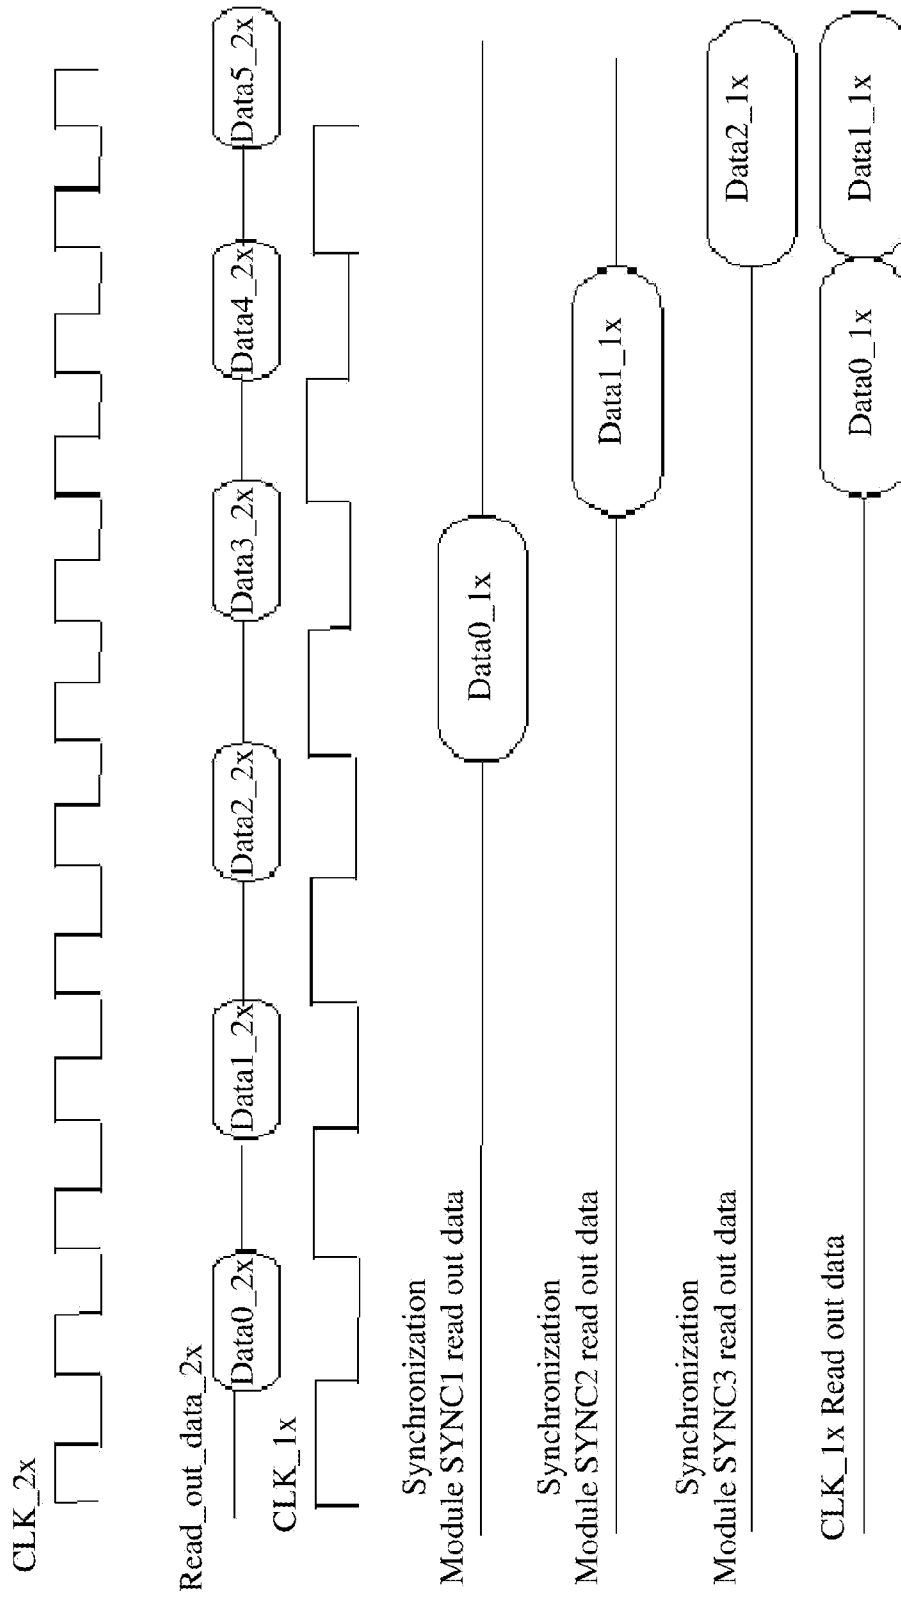 CLK_2x
Read_out_data_2x
Data0_2x
Data1_2x
Data2_2x
Data3_2x
Data4_2x
Data5_2x
CLK_1x
Synchronization
Module SYNC1 read out data
Data0_1x
Synchronization
Module SYNC2 read out data
Data1_1x
Synchronization
Module SYNC3 read out data
Data2_1x
CLK_1x Read out data
Data0_1x
Data1_1x